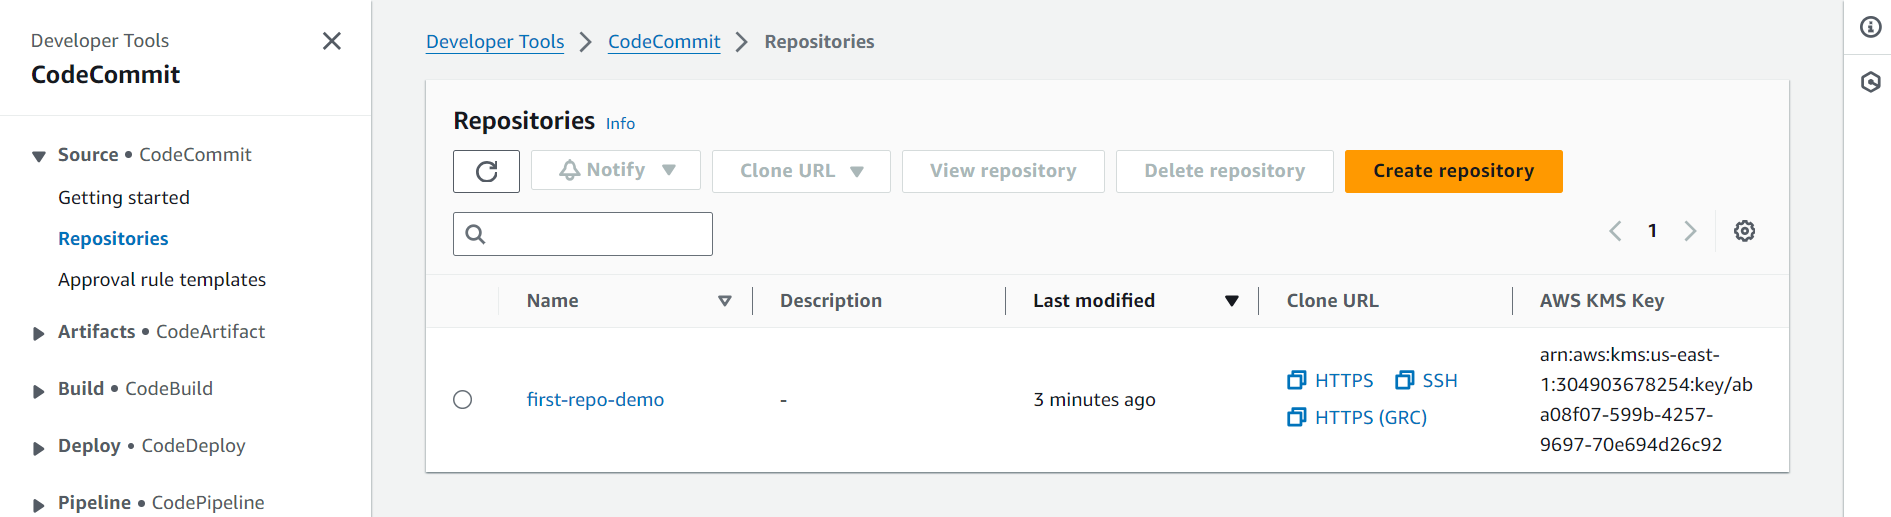 Developer Tools
CodeCommit
Source • CodeCommit
Getting started
Repositories
Approval rule templates
Artifacts • CodeArtifact
Build • CodeBuild
Deploy • CodeDeploy
Pipeline • CodePipeline
Developer Tools > CodeCommit > Repositories
Repositories Info
Notify Clone URL View repository Delete repository Create repository
1
Name Description Last modified Clone URL AWS KMS Key
first-repo-demo - 3 minutes ago
HTTPS SSH
HTTPS (GRC)
arn:aws:kms:us-east-
1:304903678254:key/ab
a08f07-599b-4257-
9697-70e694d26c92